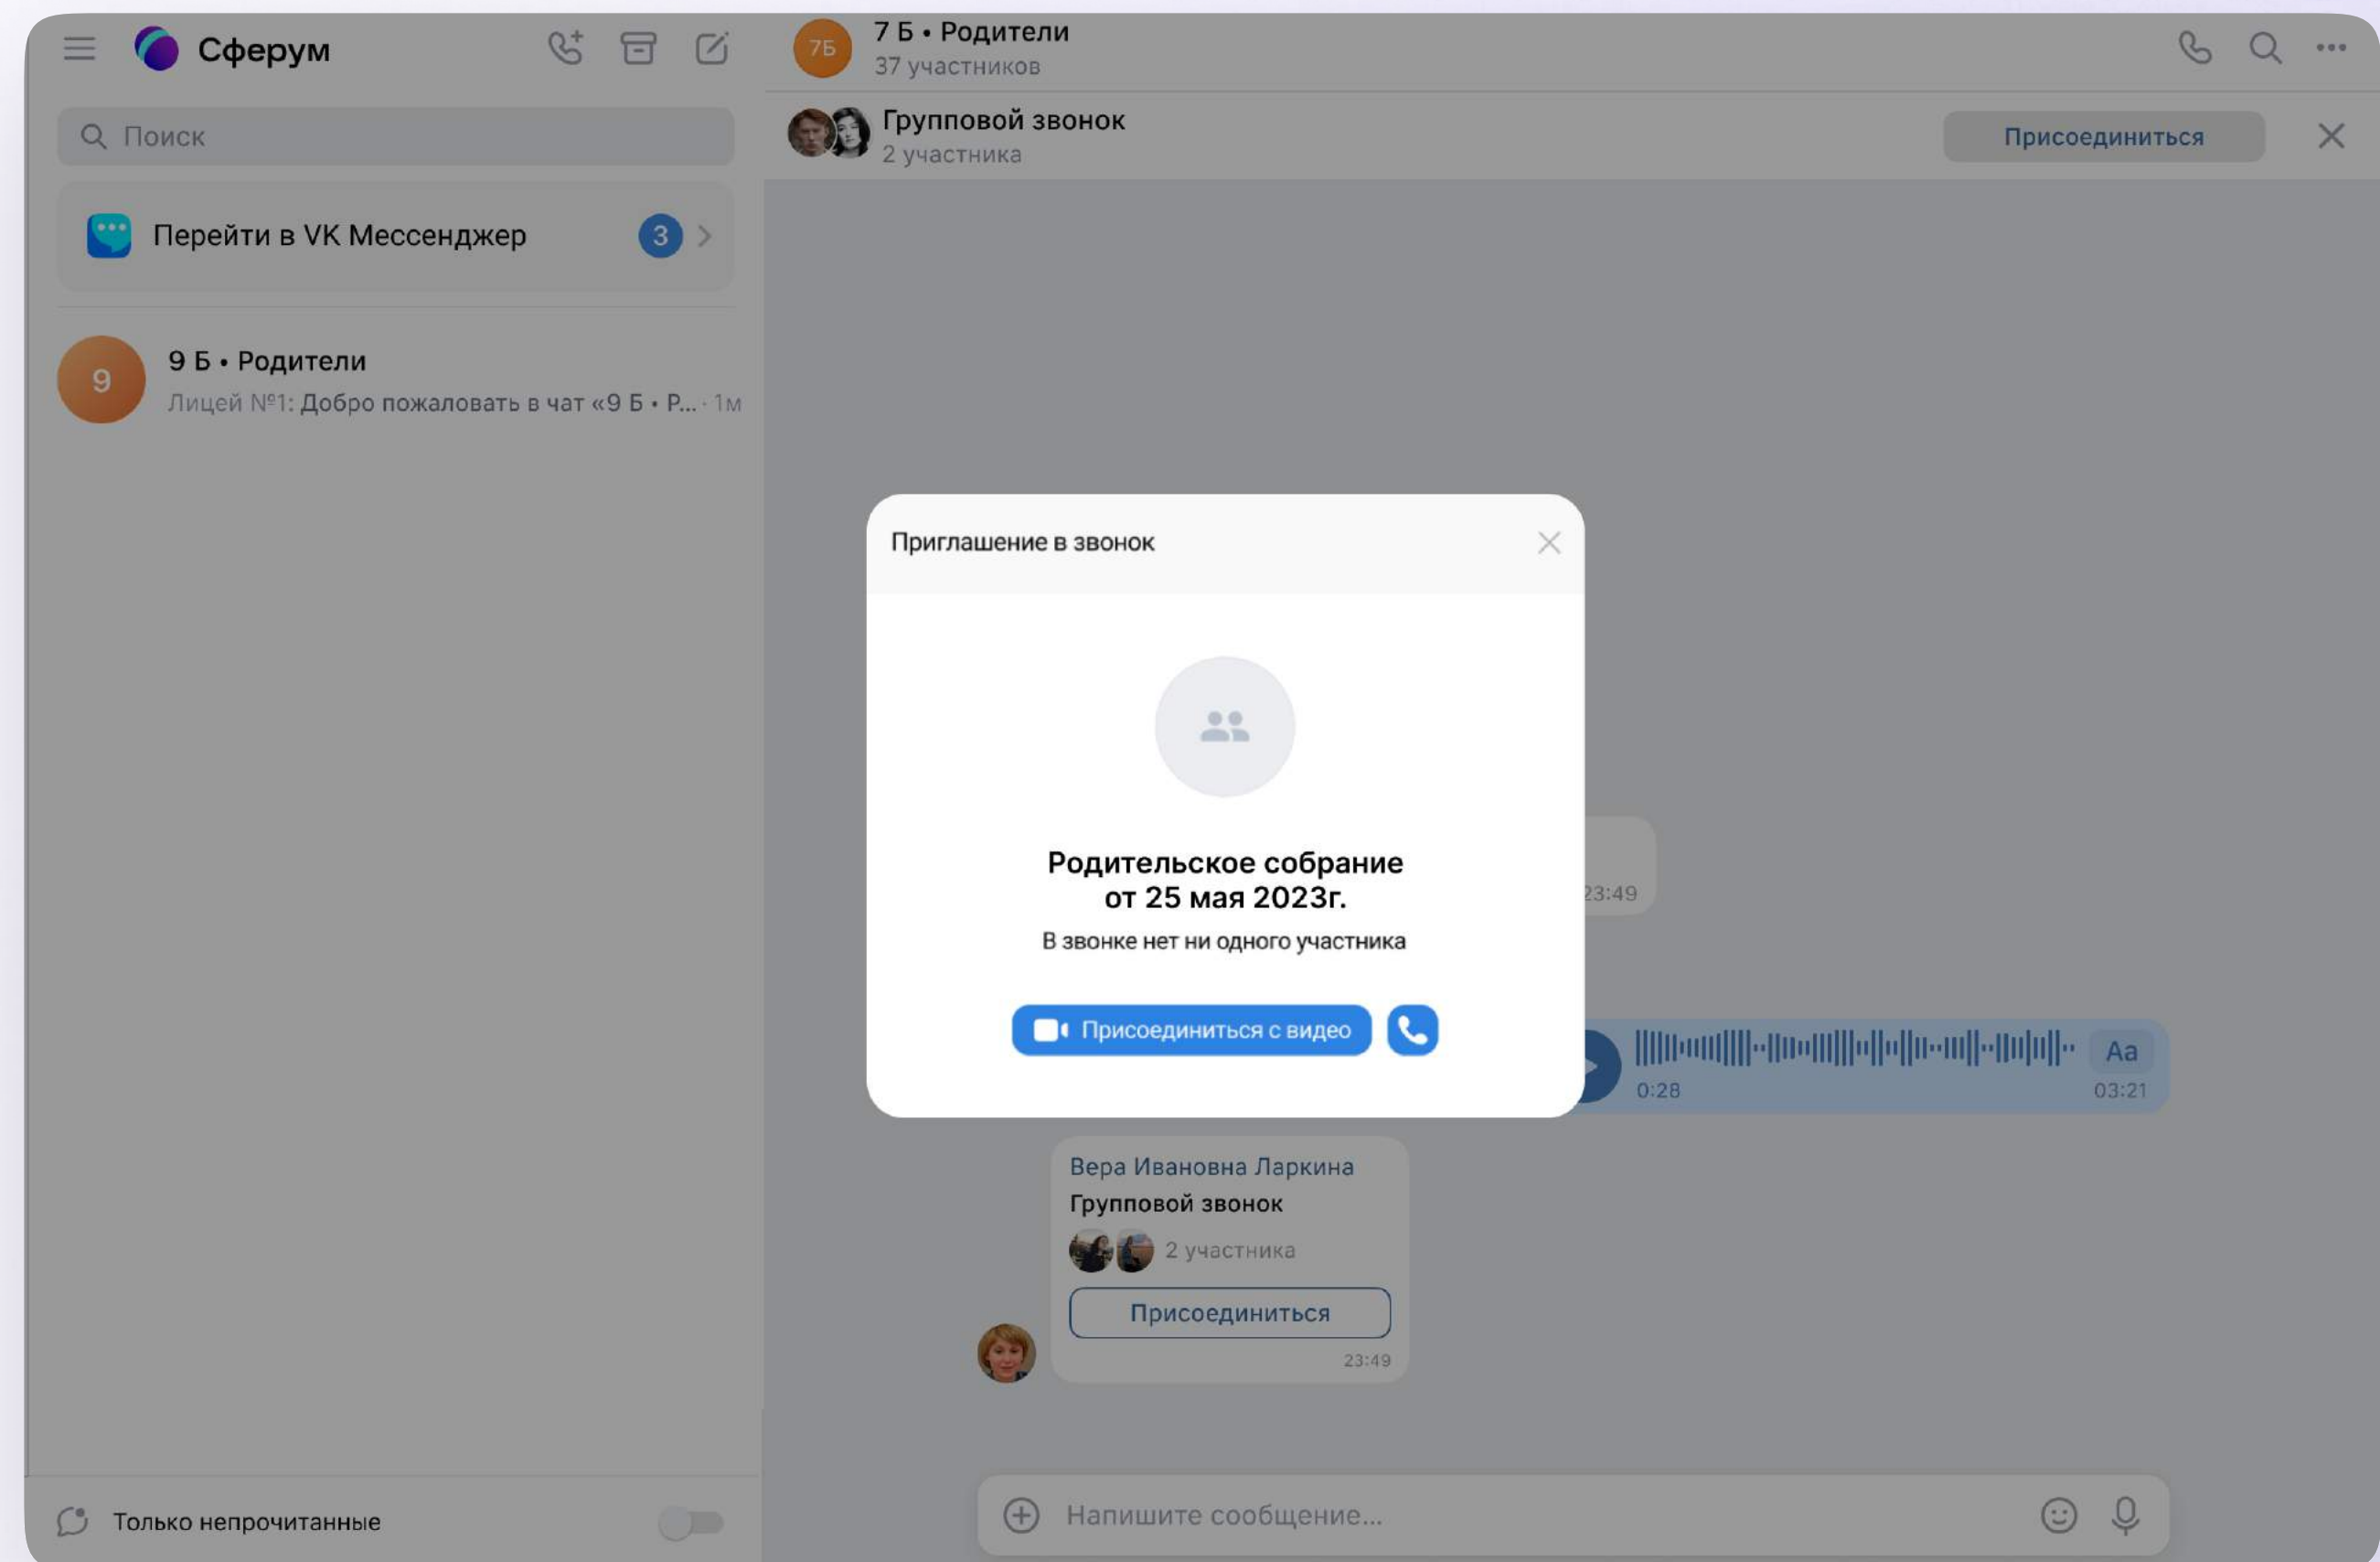 Сферум
Поиск
Перейти в VK Мессенджер
3
9
9 Б • Родители
Лицей №1: Добро пожаловать в чат «9 Б • Р... · 1м
Только непрочитанные
7Б
7 Б • Родители
37 участников
Групповой звонок
2 участника
Присоединиться
Приглашение в звонок
Родительское собрание
от 25 мая 2023г.
В звонке нет ни одного участника
Присоединиться с видео
23:49
0:28
Aa
03:21
Вера Ивановна Ларкина
Групповой звонок
2 участника
Присоединиться
23:49
Напишите сообщение...